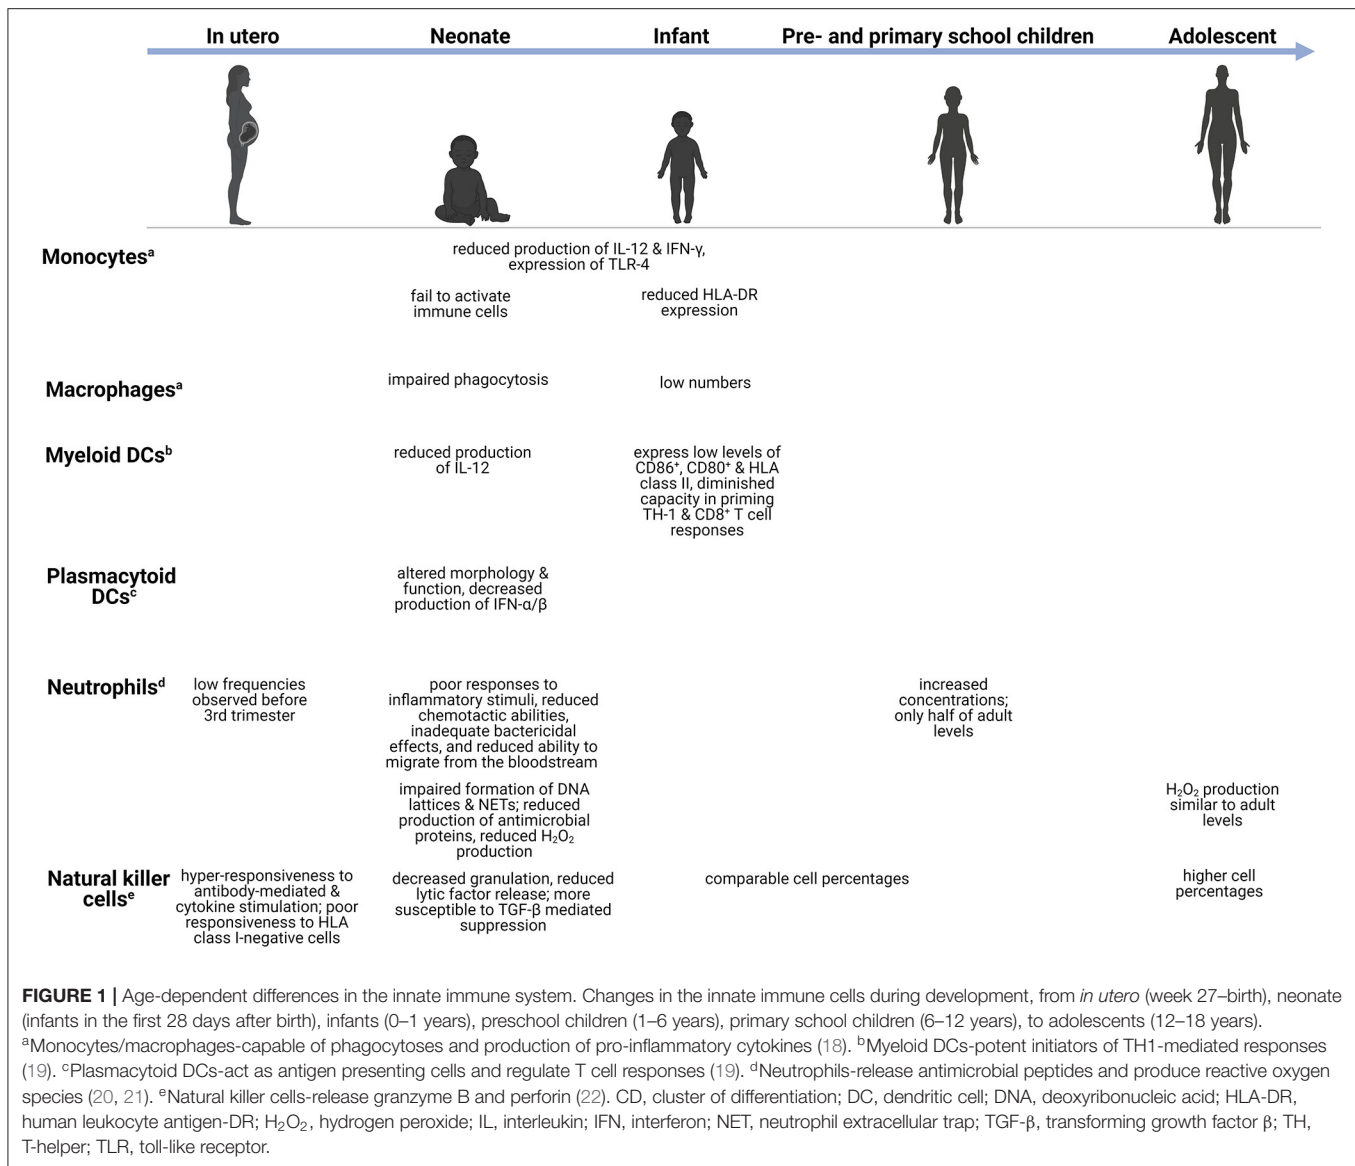 In utero Neonate Infant Pre- and primary school children Adolescent
Monocytesᵃ
reduced production of IL-12 & IFN-γ,
expression of TLR-4
fail to activate
immune cells
reduced HLA-DR
expression
Macrophagesᵃ
impaired phagocytosis
low numbers
Myeloid DCsᵇ
reduced production
of IL-12
express low levels of
CD86⁺, CD80⁺ & HLA
class II, diminished
capacity in priming
TH-1 & CD8⁺ T cell
responses
Plasmacytoid
DCsᶜ
altered morphology &
function, decreased
production of IFN-α/β
Neutrophilsᵈ
low frequencies
observed before
3rd trimester
poor responses to
inflammatory stimuli, reduced
chemotactic abilities,
inadequate bactericidal
effects, and reduced ability to
migrate from the bloodstream
increased
concentrations;
only half of adult
levels
impaired formation of DNA
lattices & NETs; reduced
production of antimicrobial
proteins, reduced H₂O₂
production
H₂O₂ production
similar to adult
levels
Natural killer
cellsᵉ
hyper-responsiveness to
antibody-mediated &
cytokine stimulation; poor
responsiveness to HLA
class I-negative cells
decreased granulation, reduced
lytic factor release; more
susceptible to TGF-β mediated
suppression
comparable cell percentages
higher cell
percentages
FIGURE 1 | Age-dependent differences in the innate immune system. Changes in the innate immune cells during development, from in utero (week 27–birth), neonate
(infants in the first 28 days after birth), infants (0–1 years), preschool children (1–6 years), primary school children (6–12 years), to adolescents (12–18 years).
ᵃMonocytes/macrophages-capable of phagocytoses and production of pro-inflammatory cytokines (18). ᵇMyeloid DCs-potent initiators of TH1-mediated responses
(19). ᶜPlasmacytoid DCs-act as antigen presenting cells and regulate T cell responses (19). ᵈNeutrophils-release antimicrobial peptides and produce reactive oxygen
species (20, 21). ᵉNatural killer cells-release granzyme B and perforin (22). CD, cluster of differentiation; DC, dendritic cell; DNA, deoxyribonucleic acid; HLA-DR,
human leukocyte antigen-DR; H₂O₂, hydrogen peroxide; IL, interleukin; IFN, interferon; NET, neutrophil extracellular trap; TGF-β, transforming growth factor β; TH,
T-helper; TLR, toll-like receptor.